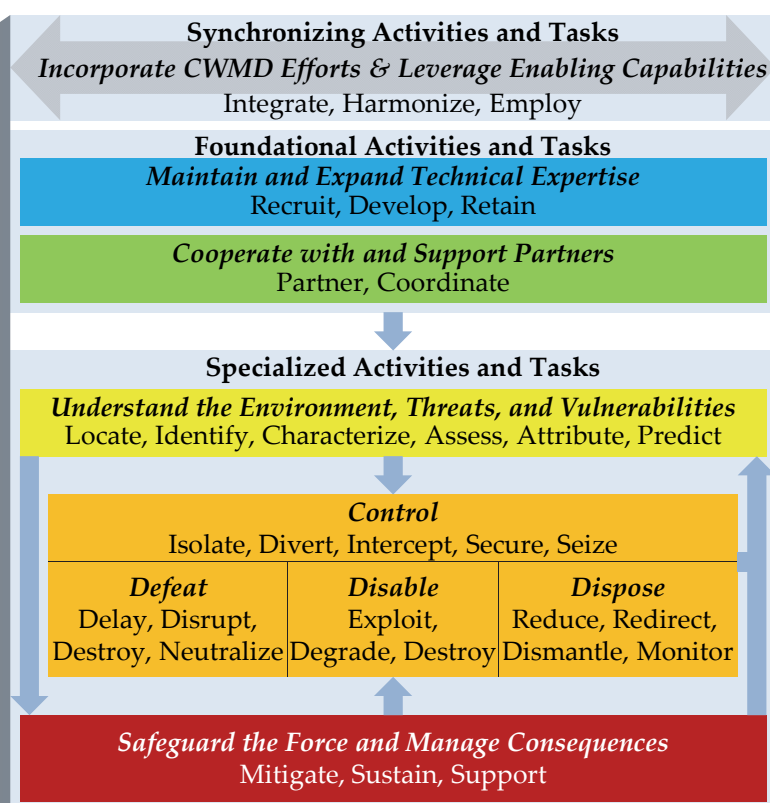 Synchronizing Activities and Tasks
Incorporate CWMD Efforts & Leverage Enabling Capabilities
Integrate, Harmonize, Employ
Foundational Activities and Tasks
Maintain and Expand Technical Expertise
Recruit, Develop, Retain
Cooperate with and Support Partners
Partner, Coordinate
Specialized Activities and Tasks
Understand the Environment, Threats, and Vulnerabilities
Locate, Identify, Characterize, Assess, Attribute, Predict
Control
Isolate, Divert, Intercept, Secure, Seize
Defeat
Delay, Disrupt,
Destroy, Neutralize
Disable
Exploit,
Degrade, Destroy
Dispose
Reduce, Redirect,
Dismantle, Monitor
Safeguard the Force and Manage Consequences
Mitigate, Sustain, Support